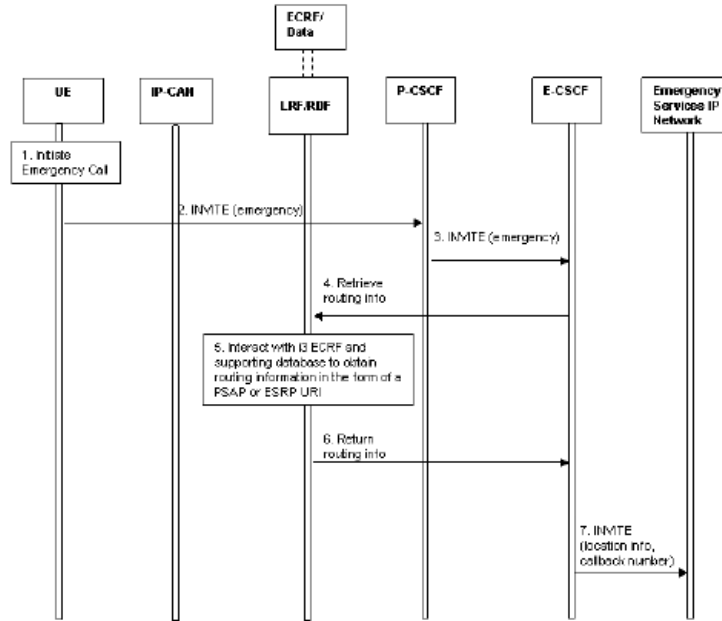 ECRF/
Data
UE
IP-CAN
LRF/RDF
P-CSCF
E-CSCF
Emergency
Services IP
Network
1. Initiate
Emergency Call
2. INVITE (emergency)
3. INVITE (emergency)
4. Retrieve
routing info
5. Interact with i3 ECRF and
supporting database to obtain
routing information in the form of a
PSAP or ESRP URI
6. Return
routing info
7. INVITE
(location info,
callback number)